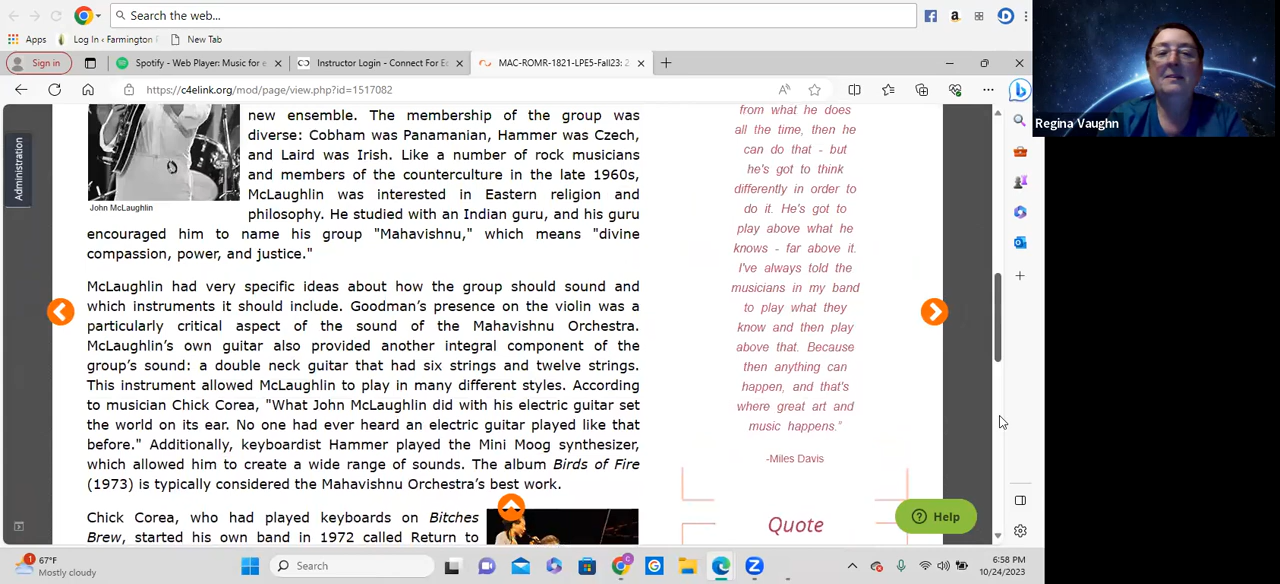 Search the web...
Apps
Log In ‹ Farmington
New Tab
Sign in
Spotify - Web Player: Music for e
Instructor Login - Connect For Ed
MAC-ROMR-1821-LPE5-Fall23: 2
https://c4elink.org/mod/page/view.php?id=1517082
Regina Vaughn
Administration
new ensemble. The membership of the group was
diverse: Cobham was Panamanian, Hammer was Czech,
and Laird was Irish. Like a number of rock musicians
and members of the counterculture in the late 1960s,
McLaughlin was interested in Eastern religion and
philosophy. He studied with an Indian guru, and his guru
encouraged him to name his group "Mahavishnu," which means "divine
compassion, power, and justice."
John McLaughlin
McLaughlin had very specific ideas about how the group should sound and
which instruments it should include. Goodman's presence on the violin was a
particularly critical aspect of the sound of the Mahavishnu Orchestra.
McLaughlin's own guitar also provided another integral component of the
group's sound: a double neck guitar that had six strings and twelve strings.
This instrument allowed McLaughlin to play in many different styles. According
to musician Chick Corea, "What John McLaughlin did with his electric guitar set
the world on its ear. No one had ever heard an electric guitar played like that
before." Additionally, keyboardist Hammer played the Mini Moog synthesizer,
which allowed him to create a wide range of sounds. The album Birds of Fire
(1973) is typically considered the Mahavishnu Orchestra's best work.
Chick Corea, who had played keyboards on Bitches
Brew, started his own band in 1972 called Return to
from what he does
all the time, then he
can do that - but
he's got to think
differently in order to
do it. He's got to
play above what he
knows - far above it.
I've always told the
musicians in my band
to play what they
know and then play
above that. Because
then anything can
happen, and that's
where great art and
music happens."
-Miles Davis
Quote
Help
67°F
Mostly cloudy
Search
6:58 PM
10/24/2023